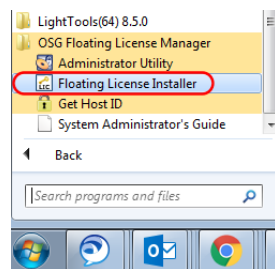 LightTools(64) 8.5.0
OSG Floating License Manager
Administrator Utility
LIC
Floating License Installer
Get Host ID
System Administrator's Guide
Back
Search programs and files